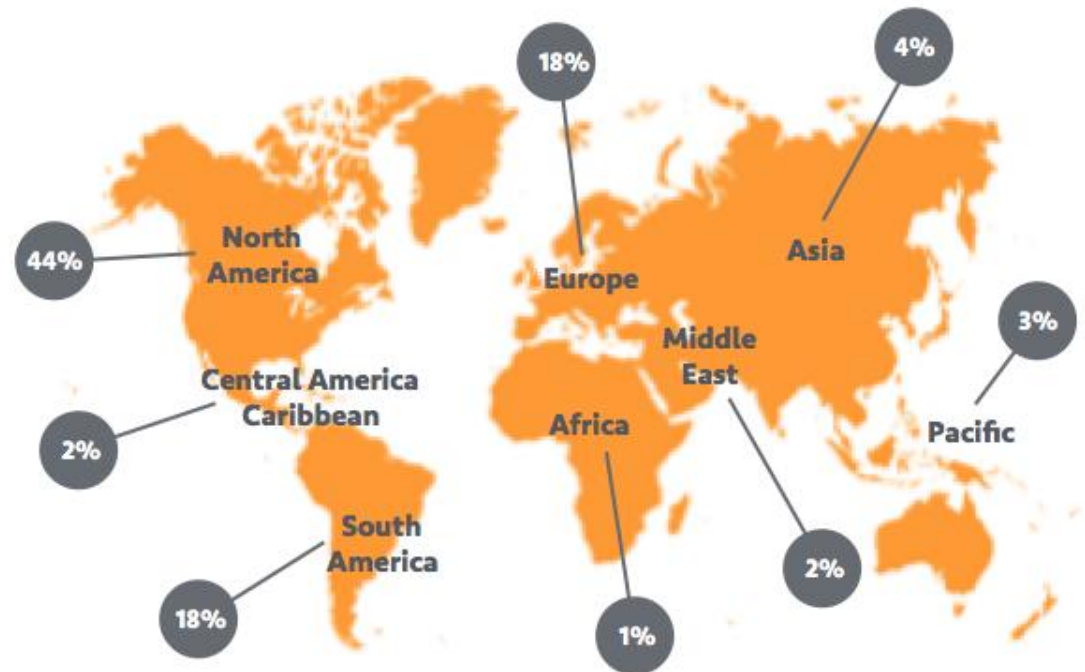 18%
4%
44%
North
America
Europe
Asia
3%
Middle
East
Central America
Caribbean
2%
Africa
Pacific
South
America
2%
18%
1%